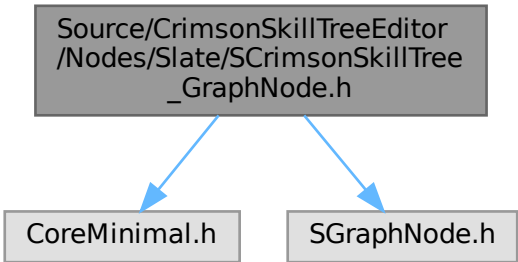 Source/CrimsonSkillTreeEditor
/Nodes/Slate/SCrimsonSkillTree
_GraphNode.h
CoreMinimal.h
SGraphNode.h